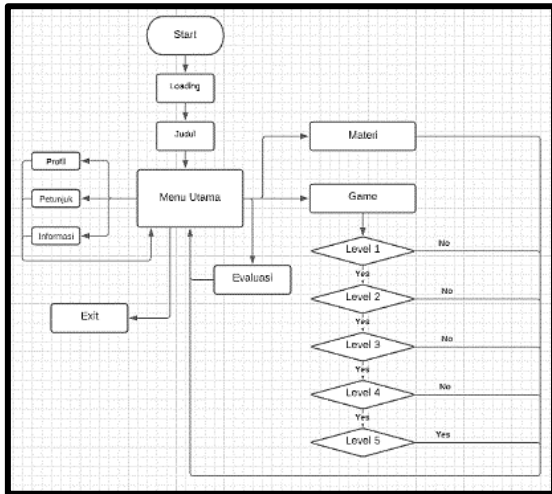 Start
Loading
Judul
Menu Utama
Profil
Petunjuk
Informasi
Exit
Evaluasi
Materi
Game
Level 1
No
Yes
Level 2
No
Yes
Level 3
No
Yes
Level 4
No
Yes
Level 5
Yes